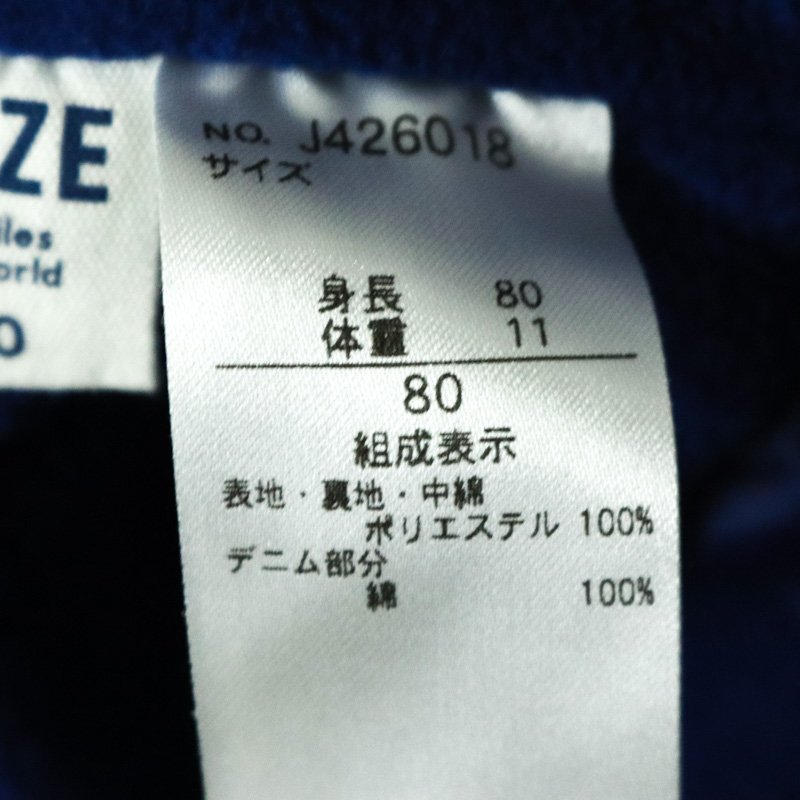 ZE
iles
orld
0
NO. J426018
サイズ
身長 80
体重 11
80
組成表示
表地・裏地・中綿
ポリエステル 100%
デニム部分
綿 100%